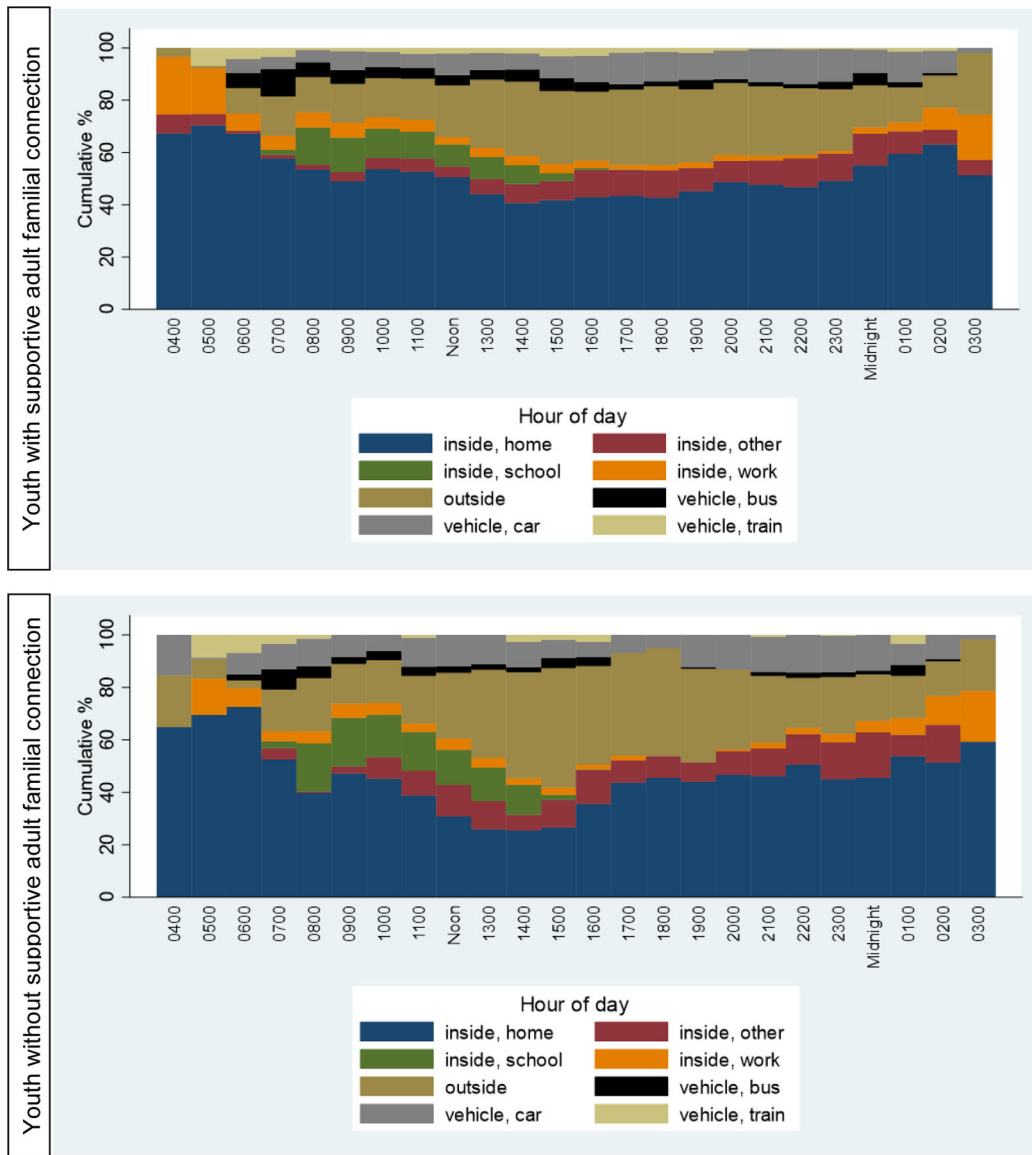 Youth with supportive adult familial connection
Cumulative %
100
80
60
40
20
0
0400 0500 0600 0700 0800 0900 1000 1100 Noon 1300 1400 1500 1600 1700 1800 1900 2000 2100 2200 2300 Midnight 0100 0200 0300
Hour of day
inside, home inside, other
inside, school inside, work
outside vehicle, bus
vehicle, car vehicle, train
Youth without supportive adult familial connection
Cumulative %
100
80
60
40
20
0
0400 0500 0600 0700 0800 0900 1000 1100 Noon 1300 1400 1500 1600 1700 1800 1900 2000 2100 2200 2300 Midnight 0100 0200 0300
Hour of day
inside, home inside, other
inside, school inside, work
outside vehicle, bus
vehicle, car vehicle, train